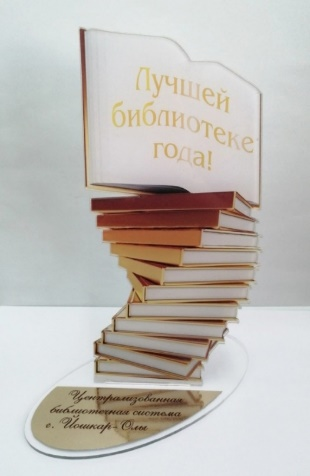 Лучшей
библиотеке
года!
Централизованная
библиотечная система
г. Йошкар-Олы